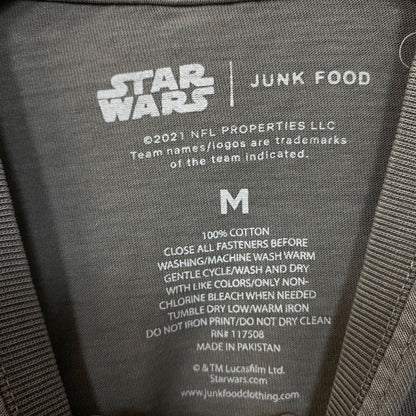 STAR WARS | JUNK FOOD
©2021 NFL PROPERTIES LLC
Team names/logos are trademarks
of the team indicated.
M
100% COTTON
CLOSE ALL FASTENERS BEFORE
WASHING/MACHINE WASH WARM
GENTLE CYCLE/WASH AND DRY
WITH LIKE COLORS/ONLY NON-
CHLORINE BLEACH WHEN NEEDED
TUMBLE DRY LOW/WARM IRON
DO NOT IRON PRINT/DO NOT DRY CLEAN
RN# 117508
MADE IN PAKISTAN
© & TM Lucasfilm Ltd.
Starwars.com
www.junkfoodclothing.com